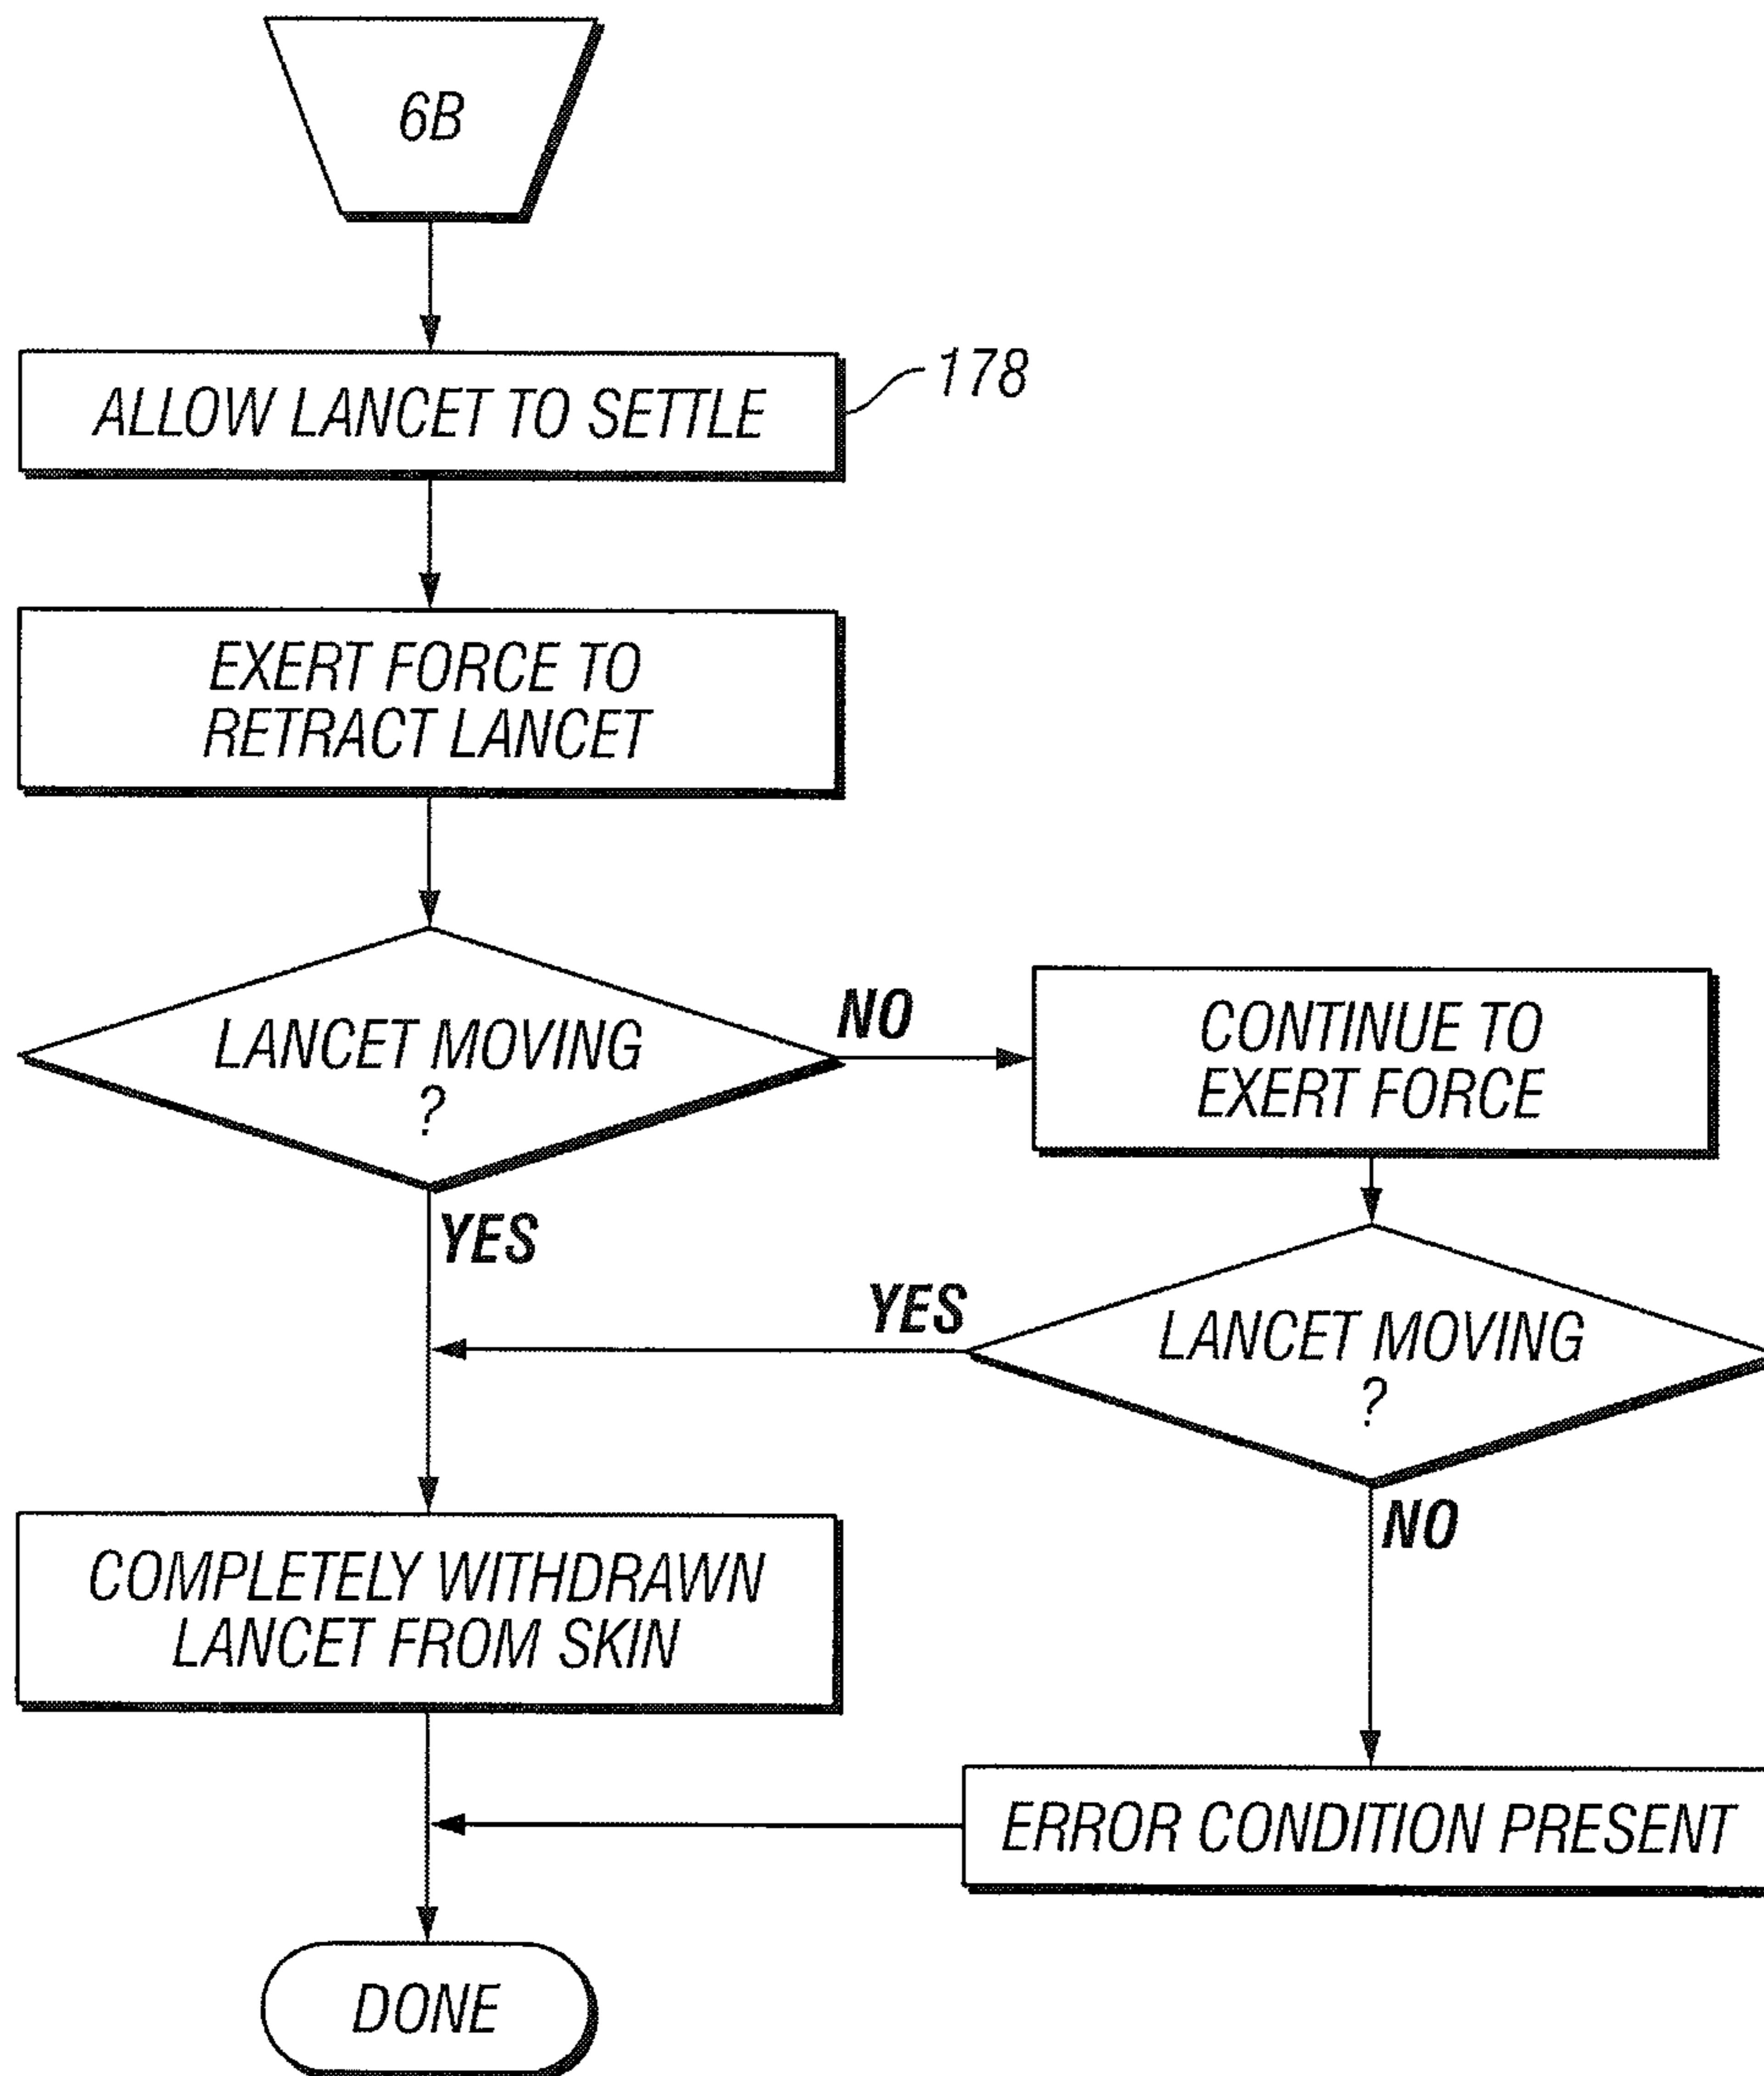 6B
ALLOW LANCET TO SETTLE
178
EXERT FORCE TO
RETRACT LANCET
LANCET MOVING
?
NO
CONTINUE TO
EXERT FORCE
YES
YES
LANCET MOVING
?
NO
COMPLETELY WITHDRAWN
LANCET FROM SKIN
ERROR CONDITION PRESENT
DONE